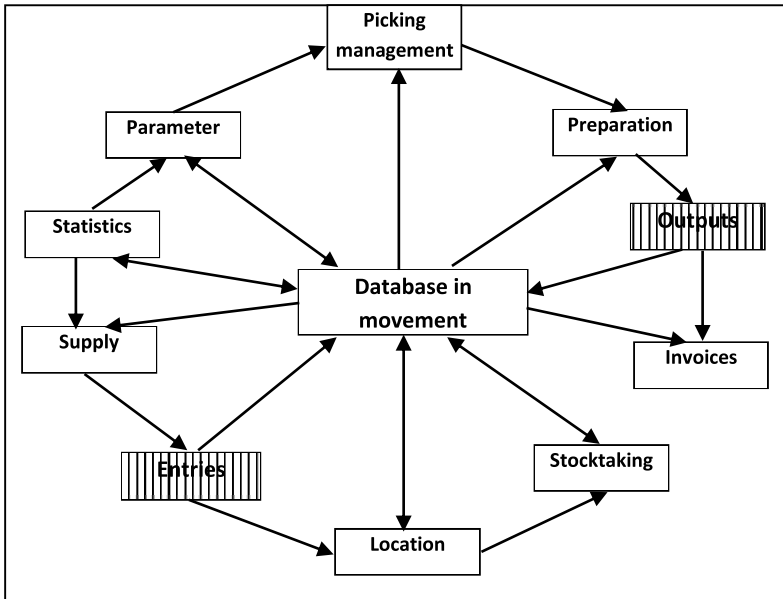 Picking
management
Parameter
Preparation
Statistics
Outputs
Database in
movement
Supply
Invoices
Entries
Stocktaking
Location